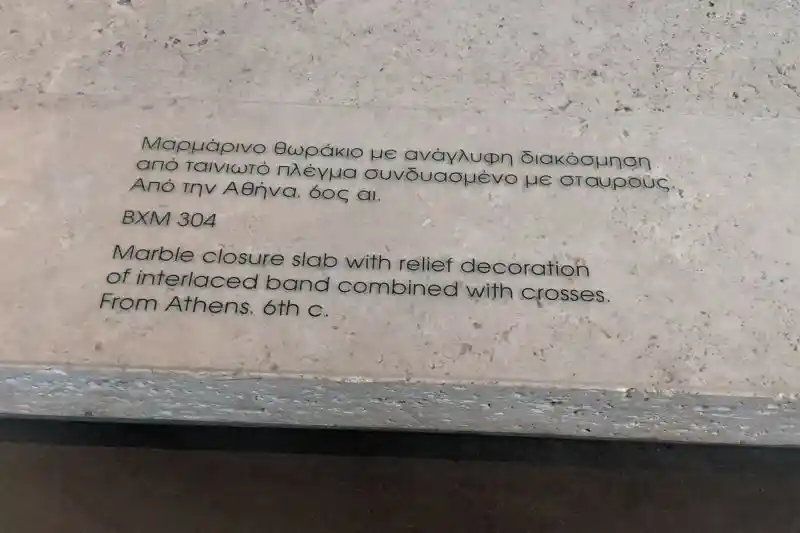 Μαρμάρινο θωράκιο με ανάγλυφη διακόσμηση
από ταινιωτό πλέγμα συνδυασμένο με σταυρούς.
Από την Αθήνα. 6ος αι.
BXM 304
Marble closure slab with relief decoration
of interlaced band combined with crosses.
From Athens. 6th c.